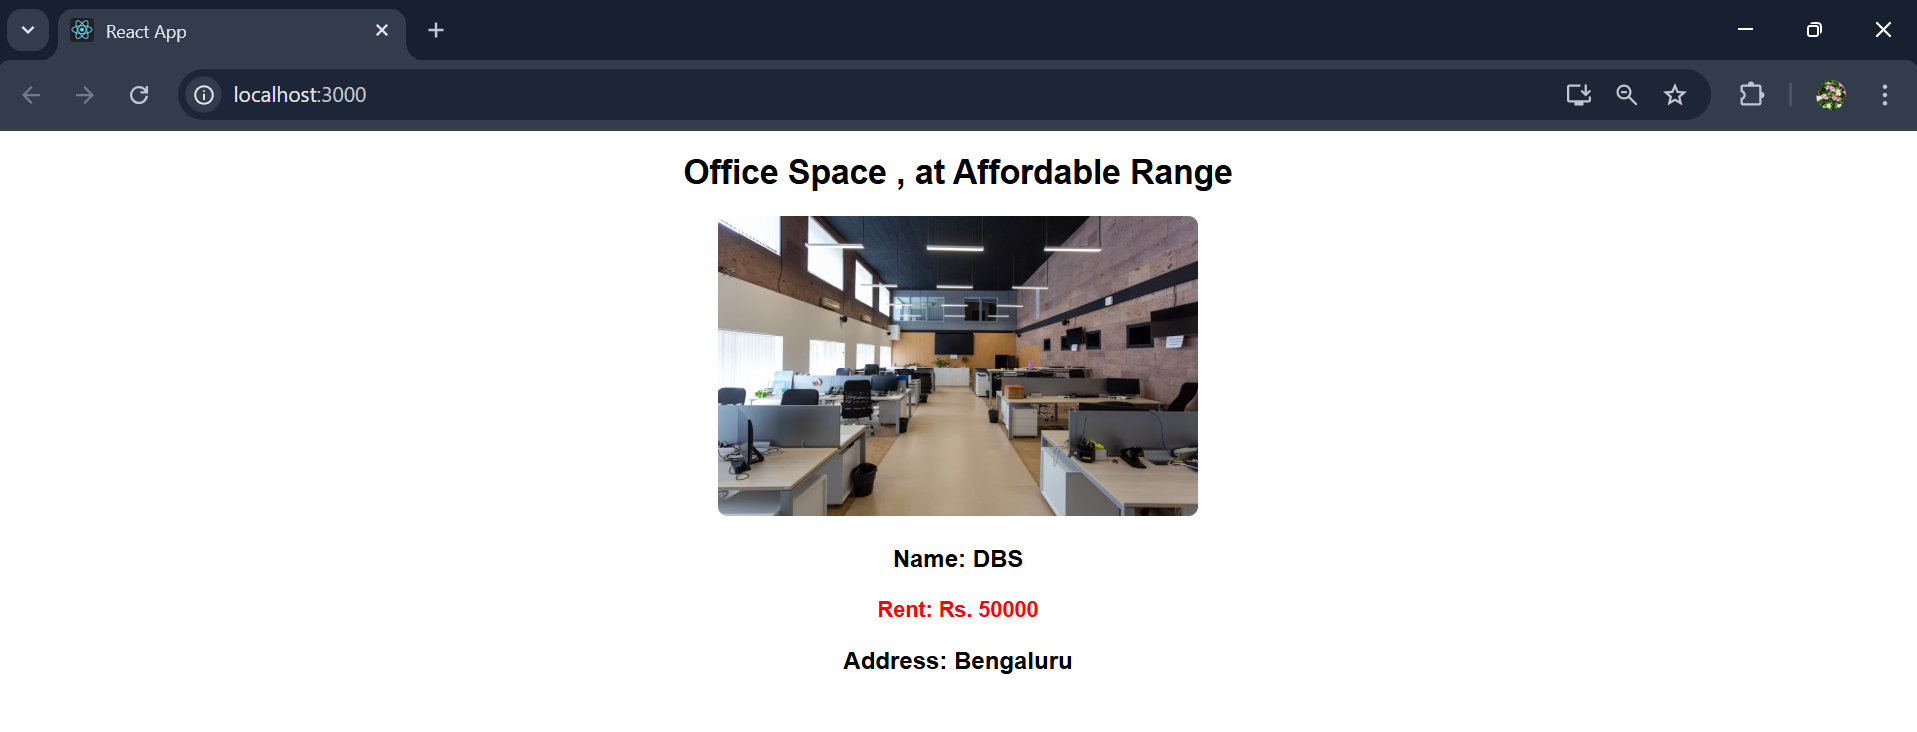 React App
localhost:3000
Office Space , at Affordable Range
Name: DBS
Rent: Rs. 50000
Address: Bengaluru